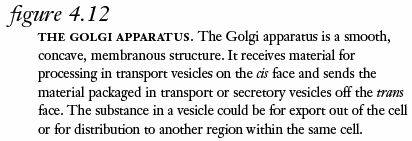 figure 4.12
THE GOLGI APPARATUS. The Golgi apparatus is a smooth,
concave, membranous structure. It receives material for
processing in transport vesicles on the cis face and sends the
material packaged in transport or secretory vesicles off the trans
face. The substance in a vesicle could be for export out of the cell
or for distribution to another region within the same cell.